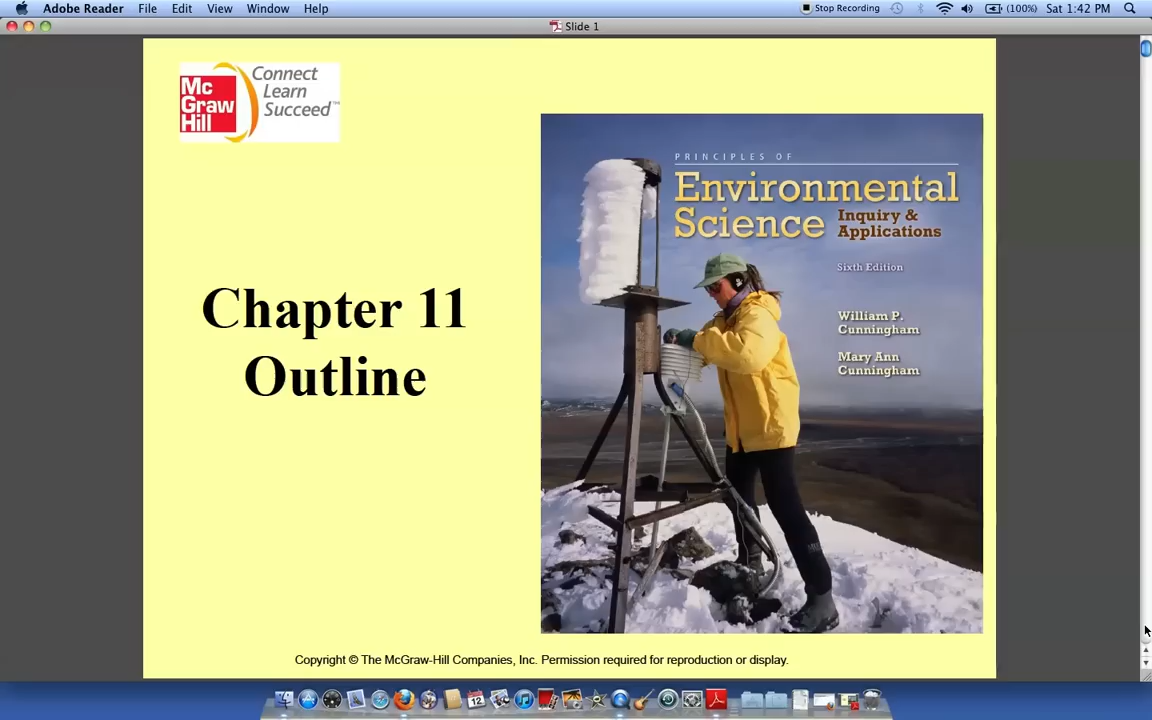 Adobe Reader File Edit View Window Help Stop Recording (100%) Sat 1:42 PM
Slide 1
Mc
Graw
Hill
Connect
Learn
Succeed™
PRINCIPLES OF
Environmental
Science
Inquiry &
Applications
Sixth Edition
William P.
Cunningham
Mary Ann
Cunningham
Chapter 11
Outline
Copyright © The McGraw-Hill Companies, Inc. Permission required for reproduction or display.
12